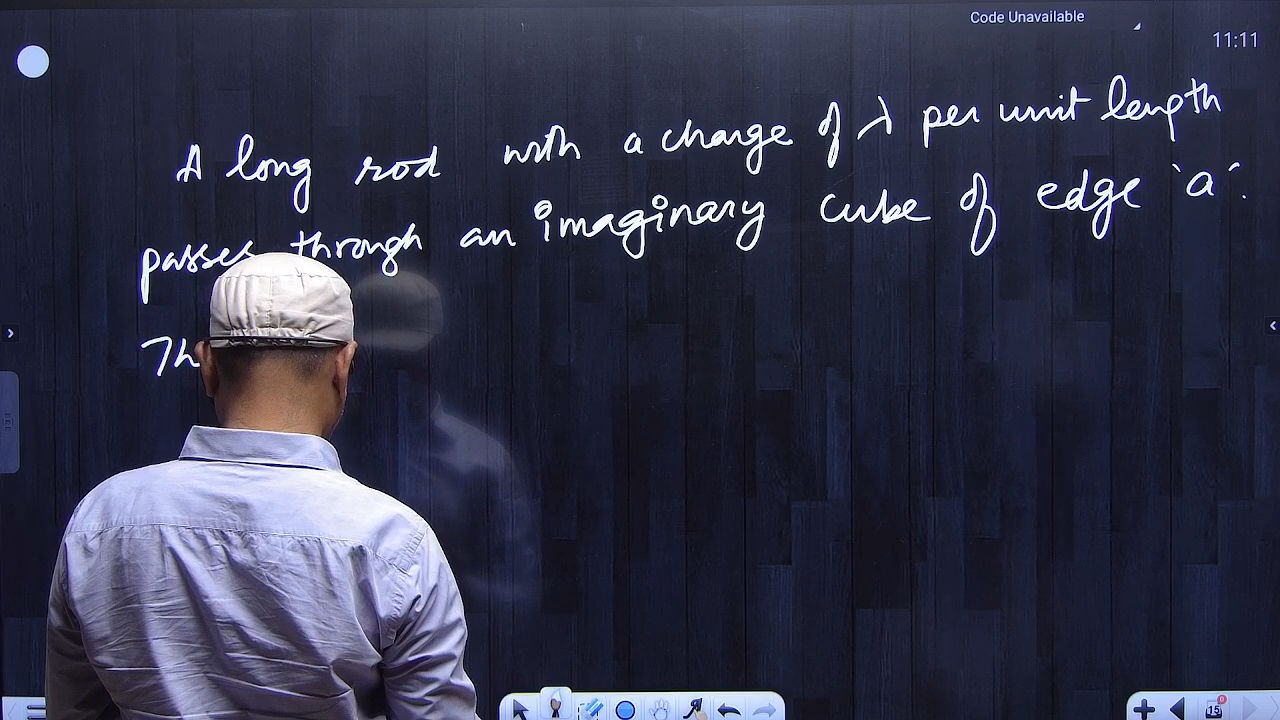 Code Unavailable
11:11
A long rod with a charge of λ per unit length
passes through an imaginary cube of edge 'a'.
Th
15